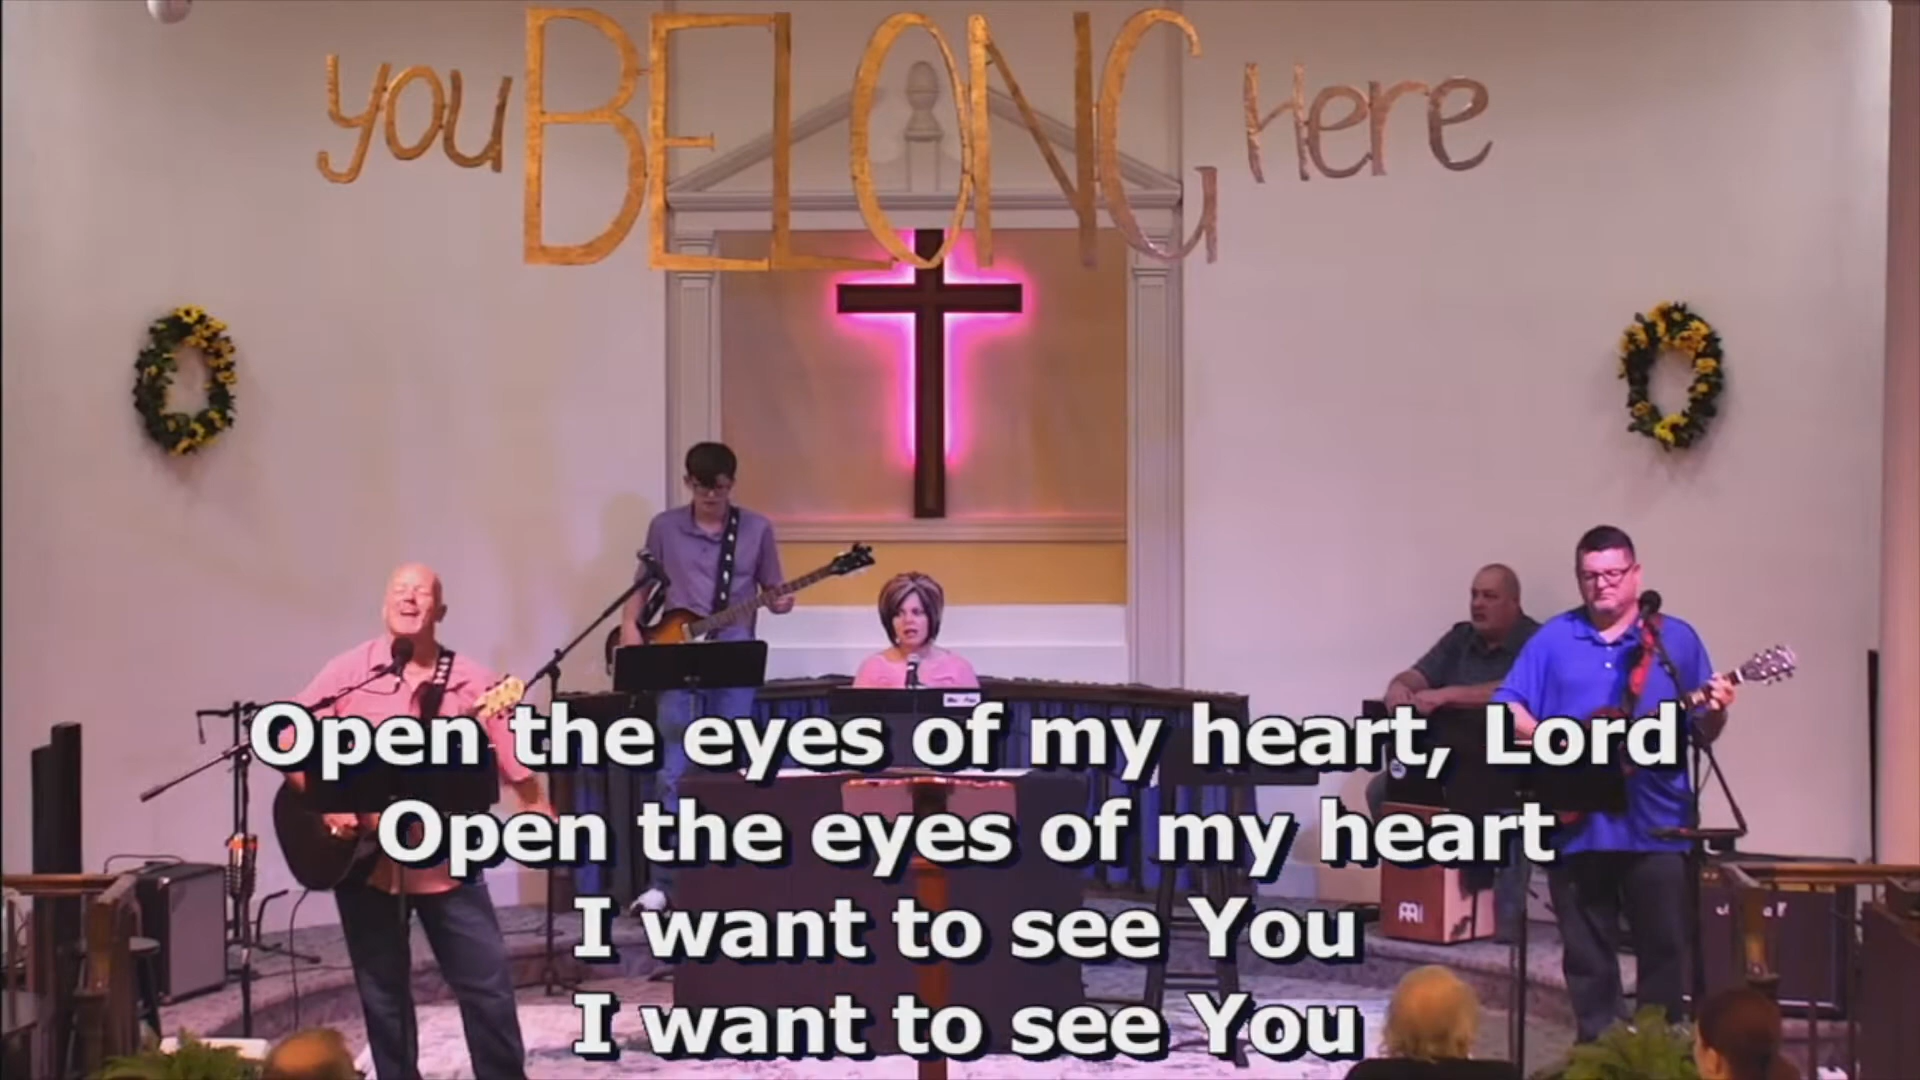 you BELONG Here
Open the eyes of my heart, Lord
Open the eyes of my heart
I want to see You
I want to see You